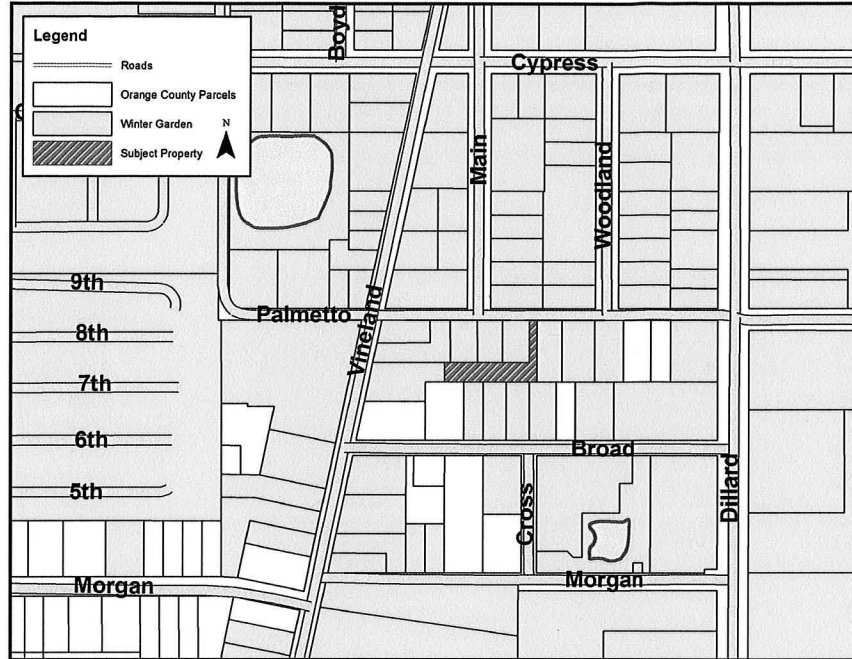 Legend
Roads
Orange County Parcels
Winter Garden
N
Subject Property
Boyd
Cypress
Main
Woodland
9th
Palmetto
8th
Vineland
7th
6th
Broad
5th
Cross
Dillard
Morgan
Morgan